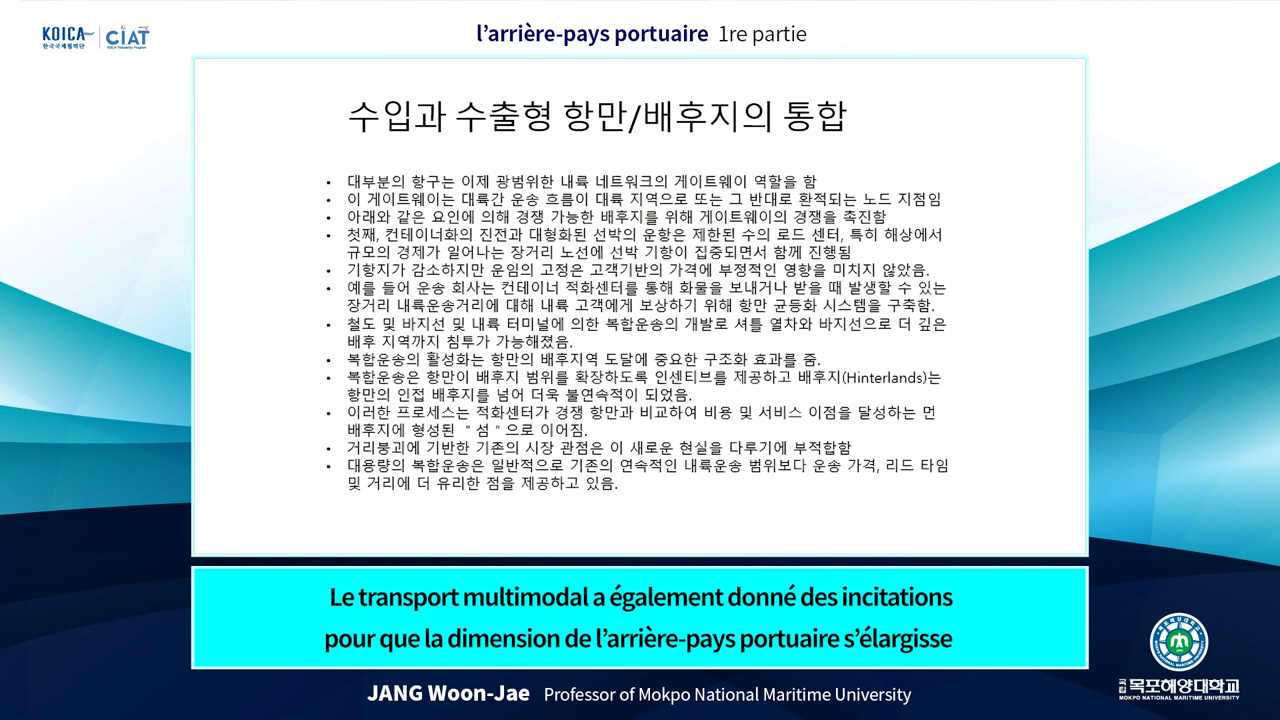 KOICA
한국국제협력단
CIAT
KOICA Fellowship Program
l’arrière-pays portuaire 1re partie
수입과 수출형 항만/배후지의 통합
• 대부분의 항구는 이제 광범위한 내륙 네트워크의 게이트웨이 역할을 함
• 이 게이트웨이는 대륙간 운송 흐름이 대륙 지역으로 또는 그 반대로 환적되는 노드 지점임
• 아래와 같은 요인에 의해 경쟁 가능한 배후지를 위해 게이트웨이의 경쟁을 촉진함
• 첫째, 컨테이너화의 진전과 대형화된 선박의 운항은 제한된 수의 로드 센터, 특히 해상에서
규모의 경제가 일어나는 장거리 노선에 선박 기항이 집중되면서 함께 진행됨
• 기항지가 감소하지만 운임의 고정은 고객기반의 가격에 부정적인 영향을 미치지 않았음.
• 예를 들어 운송 회사는 컨테이너 적화센터를 통해 화물을 보내거나 받을 때 발생할 수 있는
장거리 내륙운송거리에 대해 내륙 고객에게 보상하기 위해 항만 균등화 시스템을 구축함.
• 철도 및 바지선 및 내륙 터미널에 의한 복합운송의 개발로 셔틀 열차와 바지선으로 더 깊은
배후 지역까지 침투가 가능해졌음.
• 복합운송의 활성화는 항만의 배후지역 도달에 중요한 구조화 효과를 줌.
• 복합운송은 항만이 배후지 범위를 확장하도록 인센티브를 제공하고 배후지(Hinterlands)는
항만의 인접 배후지를 넘어 더욱 불연속적이 되었음.
• 이러한 프로세스는 적화센터가 경쟁 항만과 비교하여 비용 및 서비스 이점을 달성하는 먼
배후지에 형성된 " 섬 " 으로 이어짐.
• 거리붕괴에 기반한 기존의 시장 관점은 이 새로운 현실을 다루기에 부적합함
• 대용량의 복합운송은 일반적으로 기존의 연속적인 내륙운송 범위보다 운송 가격, 리드 타임
및 거리에 더 유리한 점을 제공하고 있음.
Le transport multimodal a également donné des incitations
pour que la dimension de l’arrière-pays portuaire s’élargisse
JANG Woon-Jae Professor of Mokpo National Maritime University
국립 목포해양대학교
MOKPO NATIONAL MARITIME UNIVERSITY